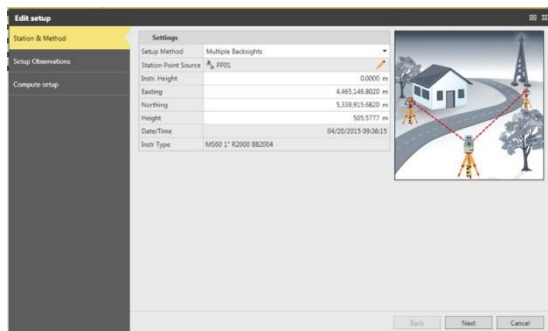 Edit setup
Station & Method
Setup Observations
Compute setup
Settings
Setup Method Multiple Backsights
Station Point Source PP01
Instr. Height 0.0000 m
Easting 4,465,146.8020 m
Northing 5,338,915.6820 m
Height 505.5777 m
Date/Time 04/20/2015 09:36:15
Instr Type MS60 1" R2000 882004
Back Next Cancel